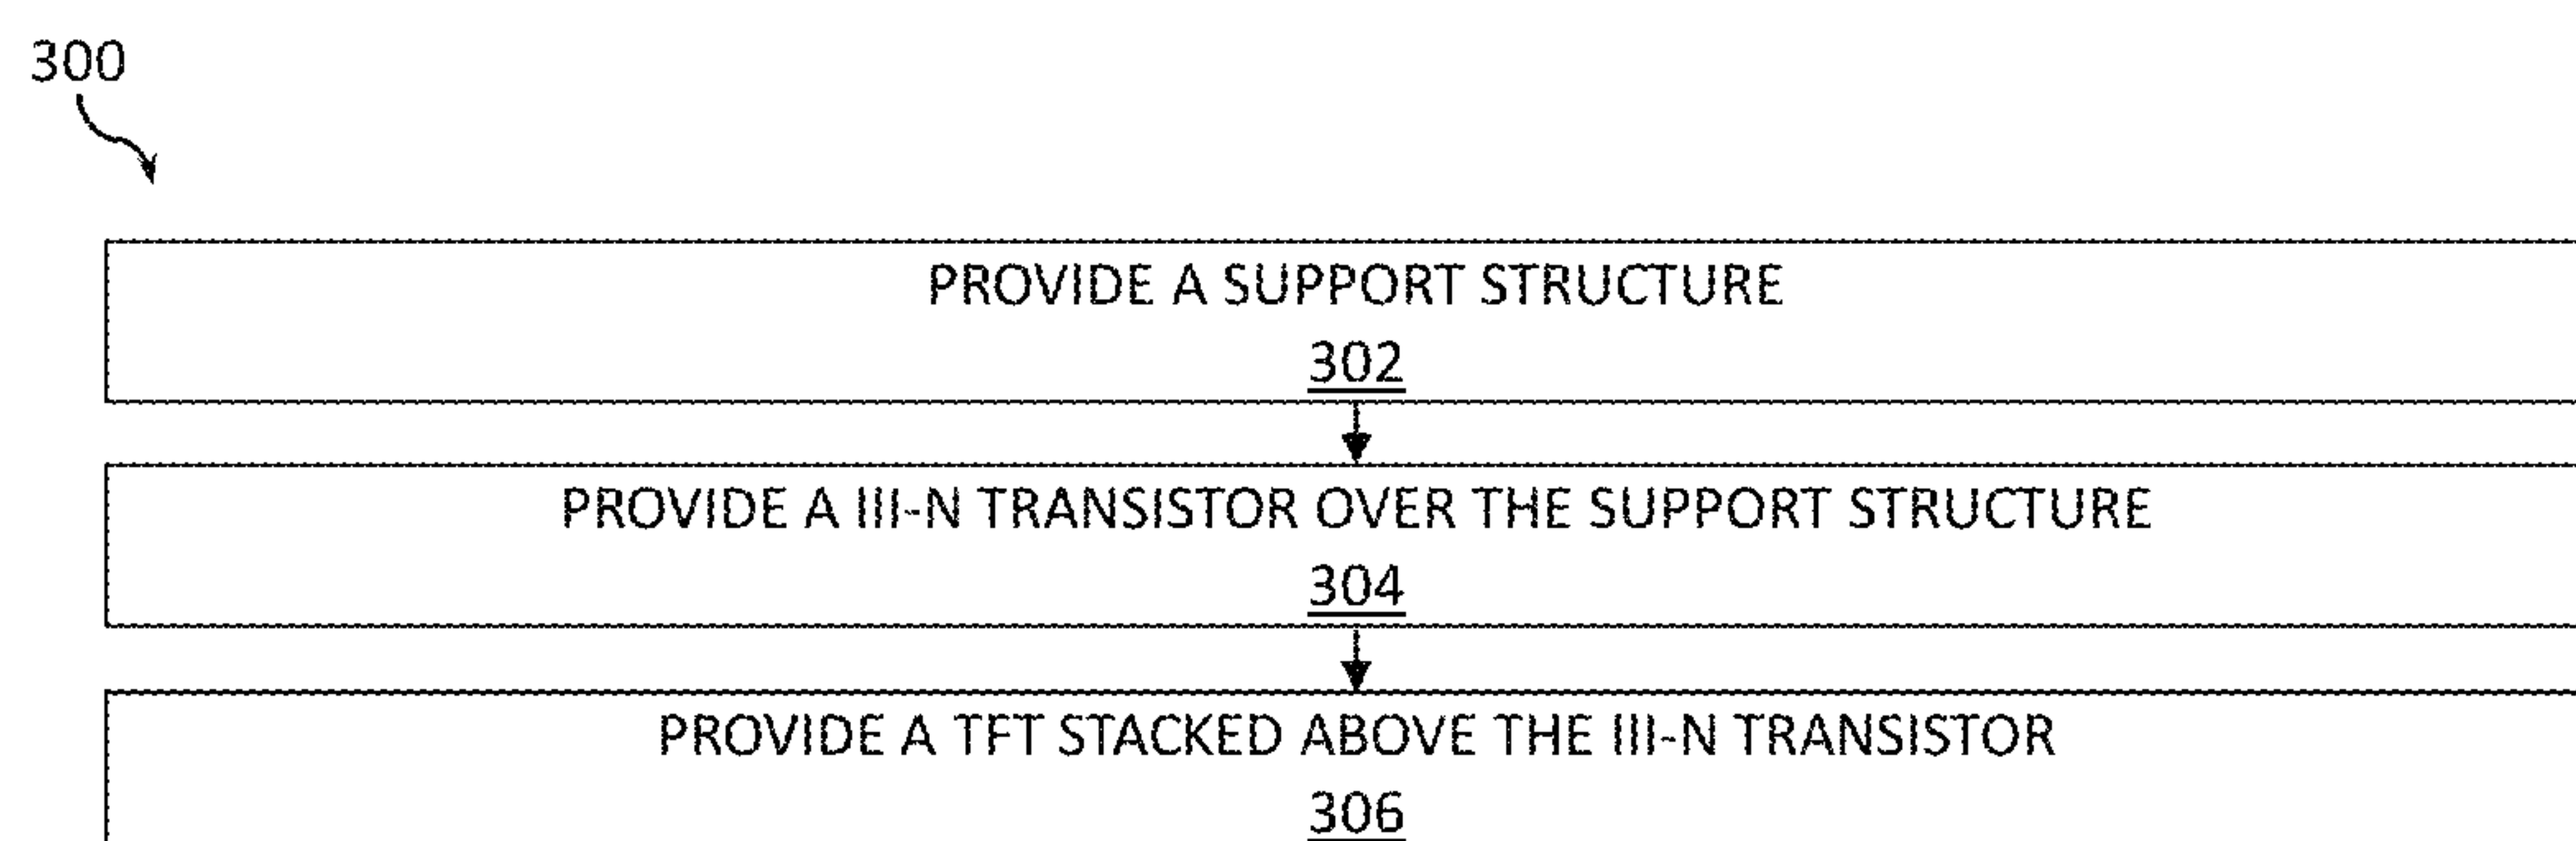 300
PROVIDE A SUPPORT STRUCTURE
302
PROVIDE A III-N TRANSISTOR OVER THE SUPPORT STRUCTURE
304
PROVIDE A TFT STACKED ABOVE THE III-N TRANSISTOR
306